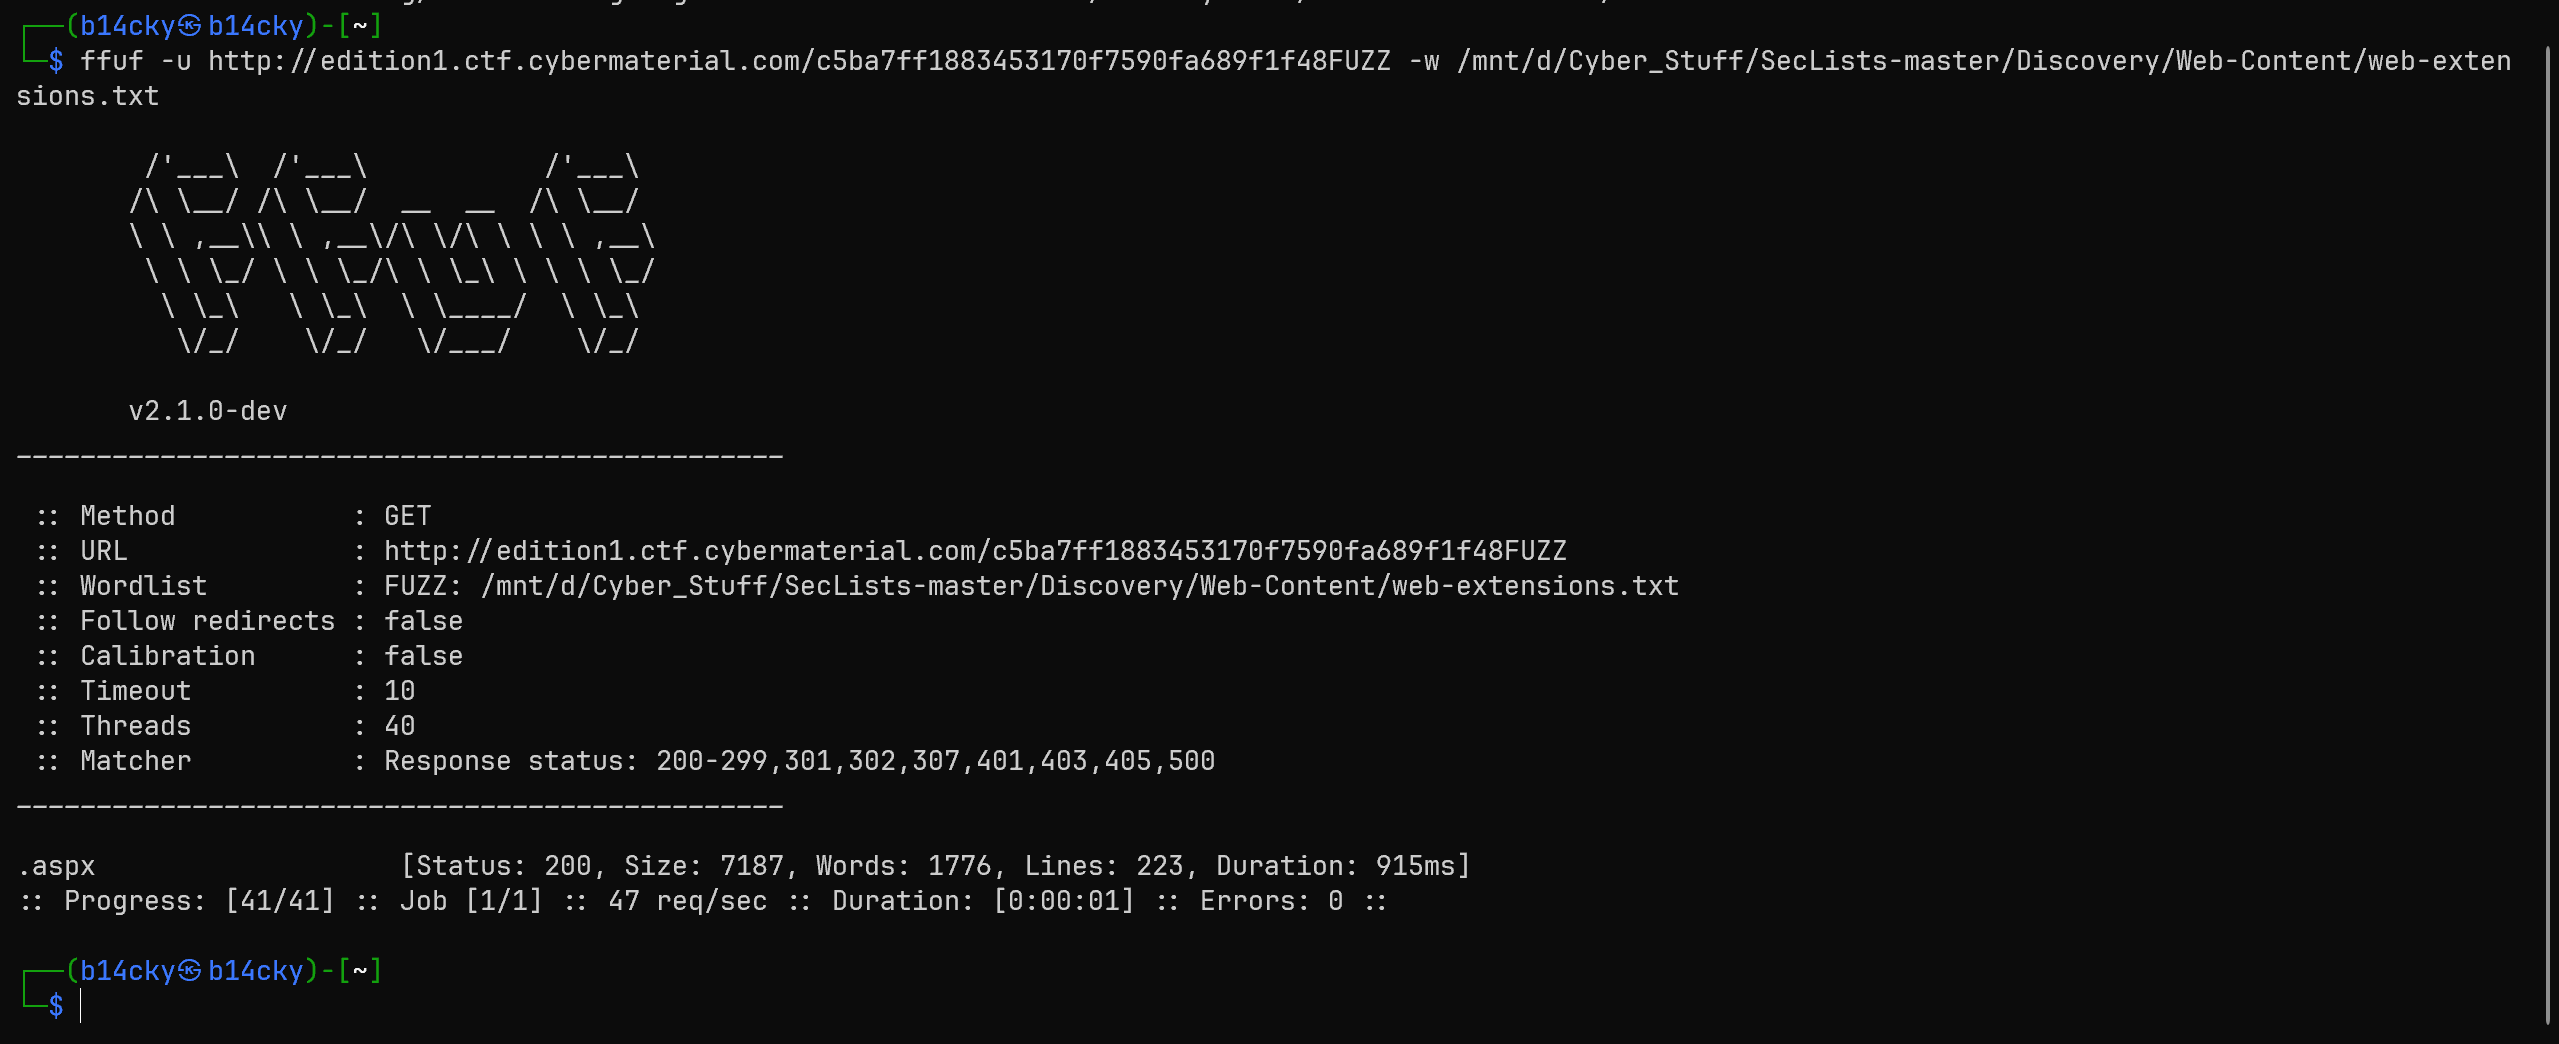 ┌──(b14cky㉿b14cky)-[~]
└─$ ffuf -u http://edition1.ctf.cybermaterial.com/c5ba7ff1883453170f7590fa689f1f48FUZZ -w /mnt/d/Cyber_Stuff/SecLists-master/Discovery/Web-Content/web-exten
sions.txt
        /'___\  /'___\           /'___\
       /\ \__/ /\ \__/  __  __  /\ \__/
       \ \ ,__\\ \ ,__\/\ \/\ \ \ \ ,__\
        \ \ \_/ \ \ \_/\ \ \_\ \ \ \ \_/
         \ \_\   \ \_\  \ \____/  \ \_\
          \/_/    \/_/   \/___/    \/_/
       v2.1.0-dev
________________________________________________
 :: Method           : GET
 :: URL              : http://edition1.ctf.cybermaterial.com/c5ba7ff1883453170f7590fa689f1f48FUZZ
 :: Wordlist         : FUZZ: /mnt/d/Cyber_Stuff/SecLists-master/Discovery/Web-Content/web-extensions.txt
 :: Follow redirects : false
 :: Calibration      : false
 :: Timeout          : 10
 :: Threads          : 40
 :: Matcher          : Response status: 200-299,301,302,307,401,403,405,500
________________________________________________
.aspx                   [Status: 200, Size: 7187, Words: 1776, Lines: 223, Duration: 915ms]
:: Progress: [41/41] :: Job [1/1] :: 47 req/sec :: Duration: [0:00:01] :: Errors: 0 ::
┌──(b14cky㉿b14cky)-[~]
└─$